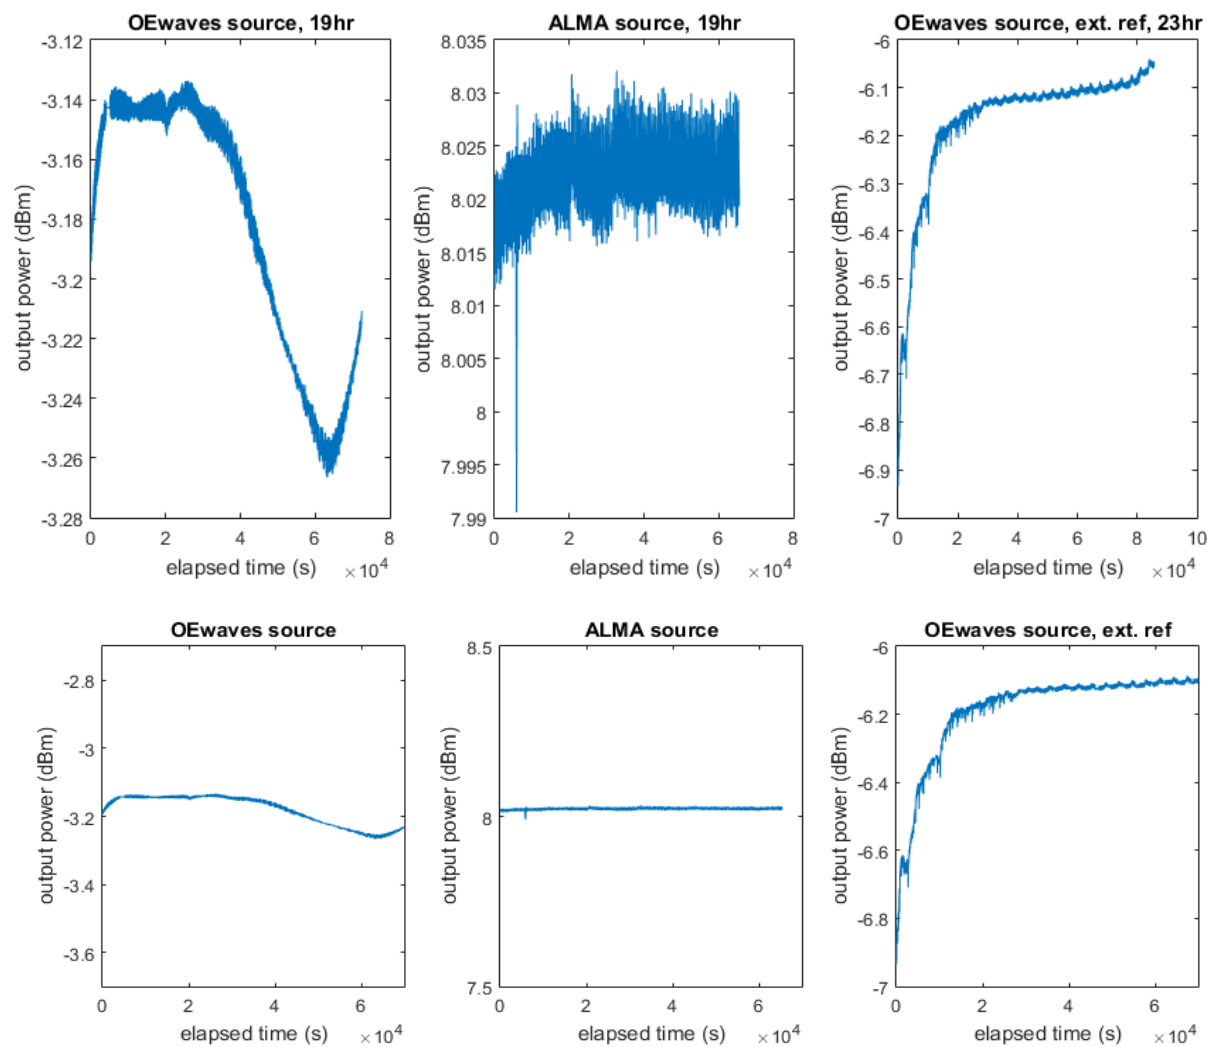 OEwaves source, 19hr
output power (dBm)
-3.12
-3.14
-3.16
-3.18
-3.2
-3.22
-3.24
-3.26
-3.28
0 2 4 6 8
elapsed time (s) ×10^4
ALMA source, 19hr
output power (dBm)
8.035
8.03
8.025
8.02
8.015
8.01
8.005
8
7.995
7.99
0 2 4 6 8
elapsed time (s) ×10^4
OEwaves source, ext. ref, 23hr
output power (dBm)
-6
-6.1
-6.2
-6.3
-6.4
-6.5
-6.6
-6.7
-6.8
-6.9
-7
0 2 4 6 8 10
elapsed time (s) ×10^4
OEwaves source
output power (dBm)
-2.8
-3
-3.2
-3.4
-3.6
0 2 4 6
elapsed time (s) ×10^4
ALMA source
output power (dBm)
8.5
8
7.5
0 2 4 6
elapsed time (s) ×10^4
OEwaves source, ext. ref
output power (dBm)
-6
-6.2
-6.4
-6.6
-6.8
-7
0 2 4 6
elapsed time (s) ×10^4